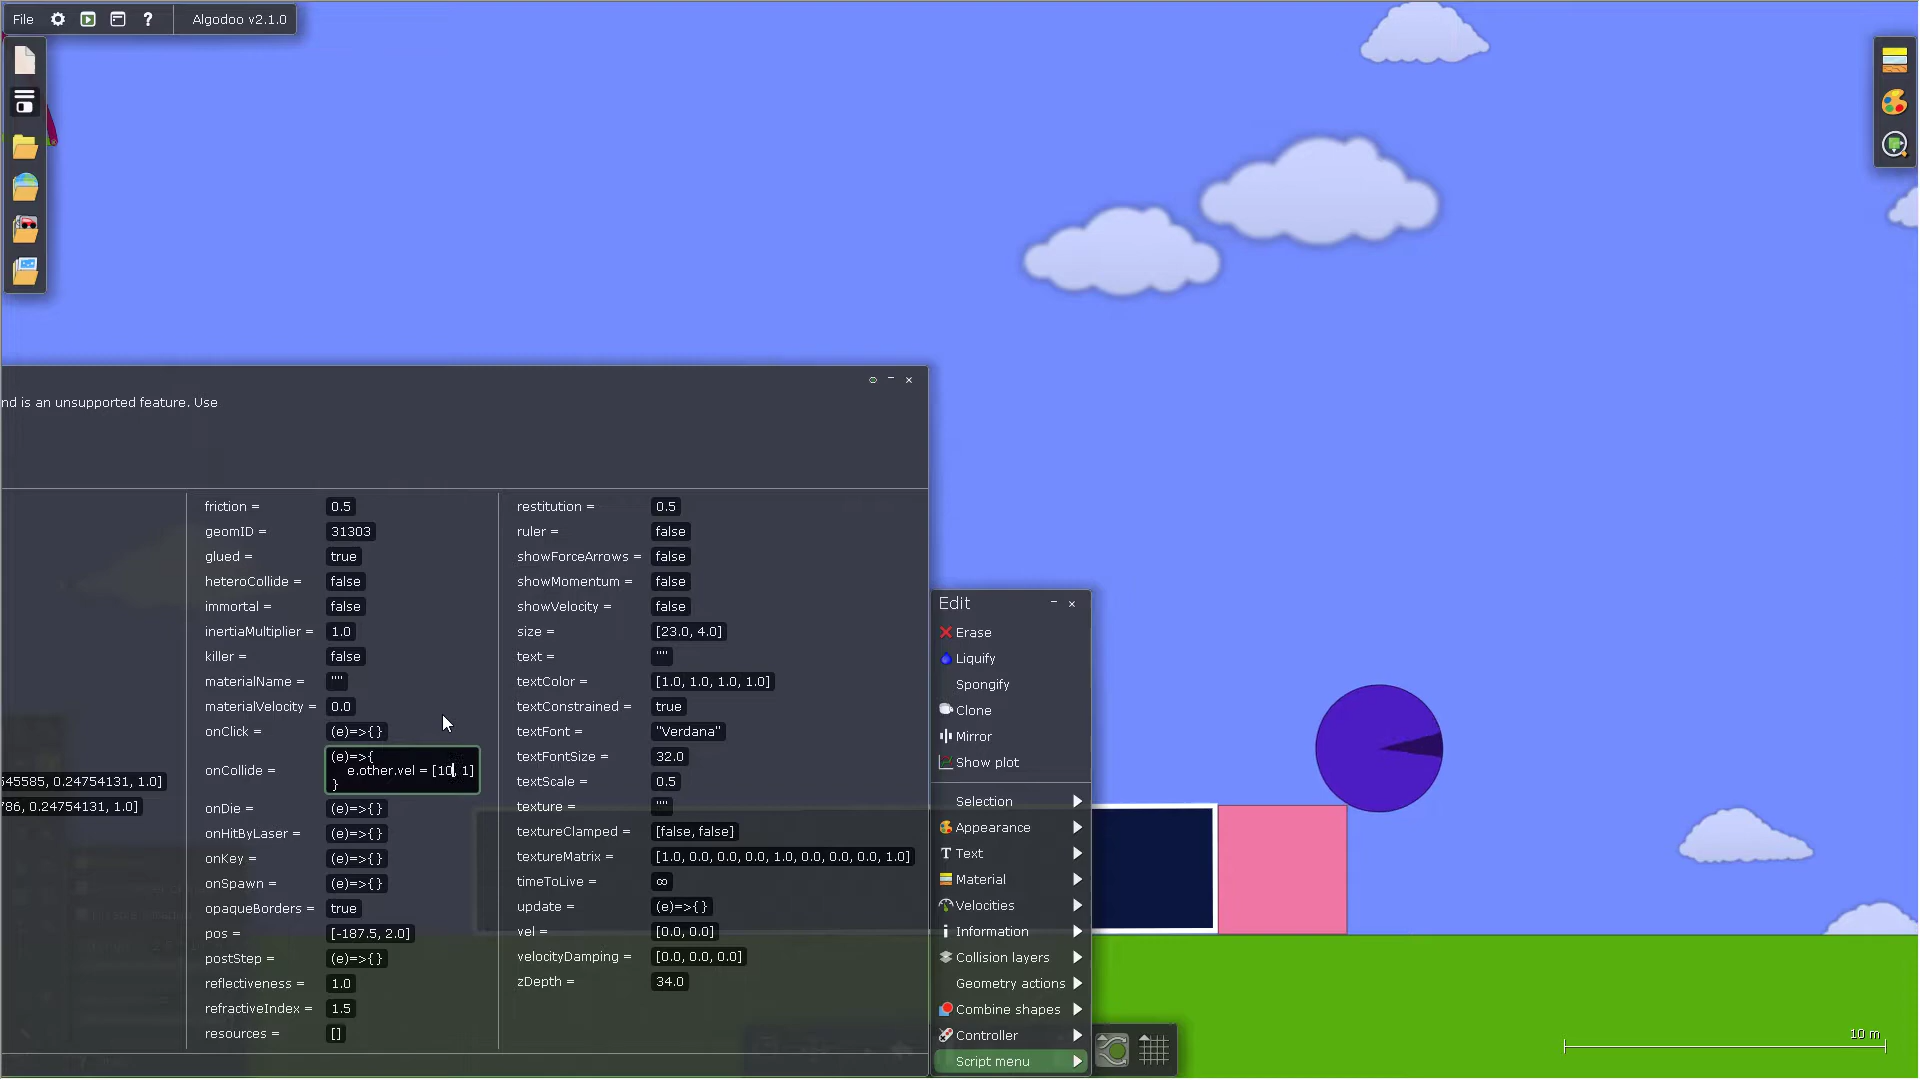 File ? Algodoo v2.1.0
nd is an unsupported feature. Use
545585, 0.24754131, 1.0]
786, 0.24754131, 1.0]
friction = 0.5
geomID = 31303
glued = true
heteroCollide = false
immortal = false
inertiaMultiplier = 1.0
killer = false
materialName = ""
materialVelocity = 0.0
onClick = (e)=>{}
onCollide = (e)=>{
e.other.vel = [10, 1]
}
onDie = (e)=>{}
onHitByLaser = (e)=>{}
onKey = (e)=>{}
onSpawn = (e)=>{}
opaqueBorders = true
pos = [-187.5, 2.0]
postStep = (e)=>{}
reflectiveness = 1.0
refractiveIndex = 1.5
resources = []
restitution = 0.5
ruler = false
showForceArrows = false
showMomentum = false
showVelocity = false
size = [23.0, 4.0]
text = ""
textColor = [1.0, 1.0, 1.0, 1.0]
textConstrained = true
textFont = "Verdana"
textFontSize = 32.0
textScale = 0.5
texture = ""
textureClamped = [false, false]
textureMatrix = [1.0, 0.0, 0.0, 0.0, 1.0, 0.0, 0.0, 0.0, 1.0]
timeToLive = ∞
update = (e)=>{}
vel = [0.0, 0.0]
velocityDamping = [0.0, 0.0, 0.0]
zDepth = 34.0
Edit
Erase
Liquify
Spongify
Clone
Mirror
Show plot
Selection
Appearance
Text
Material
Velocities
Information
Collision layers
Geometry actions
Combine shapes
Controller
Script menu
10 m